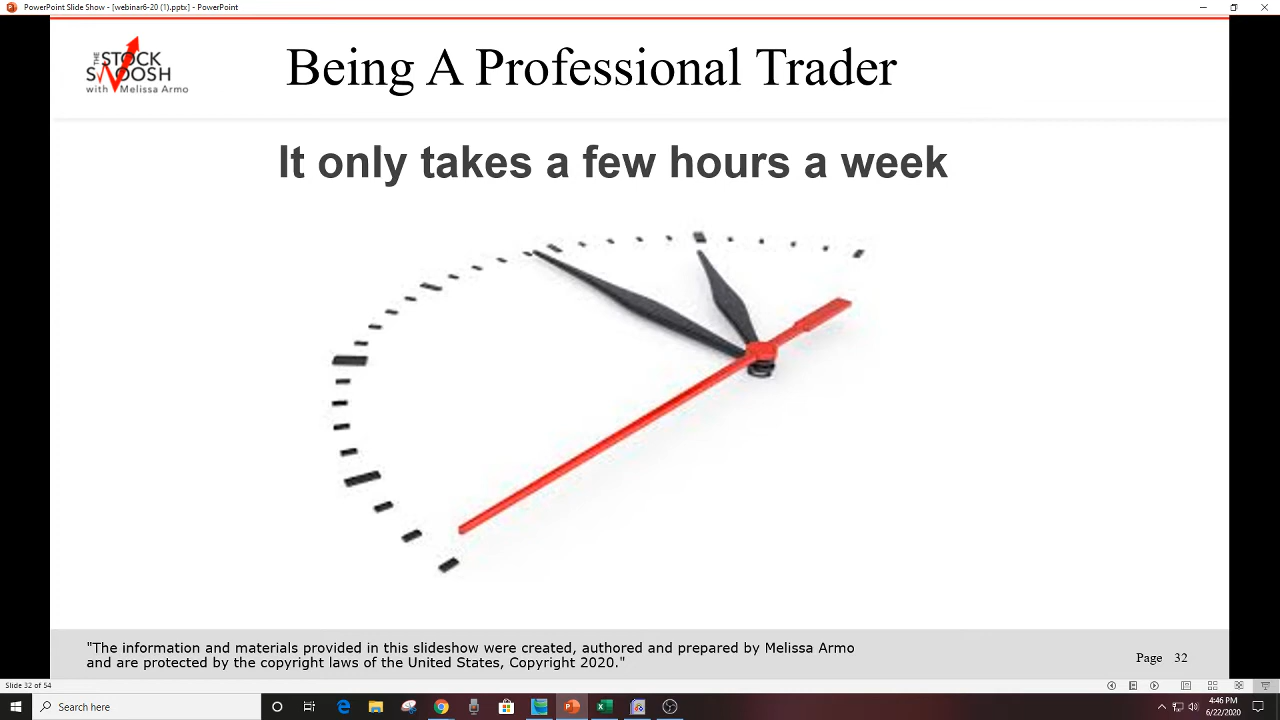 PowerPoint Slide Show - [webinar6-20 (1).pptx] - PowerPoint
THE STOCK
SWOOSH
with Melissa Armo
Being A Professional Trader
It only takes a few hours a week
"The information and materials provided in this slideshow were created, authored and prepared by Melissa Armo
and are protected by the copyright laws of the United States, Copyright 2020."
Page 32
Slide 32 of 54
Search here
4:46 PM
6/22/2020